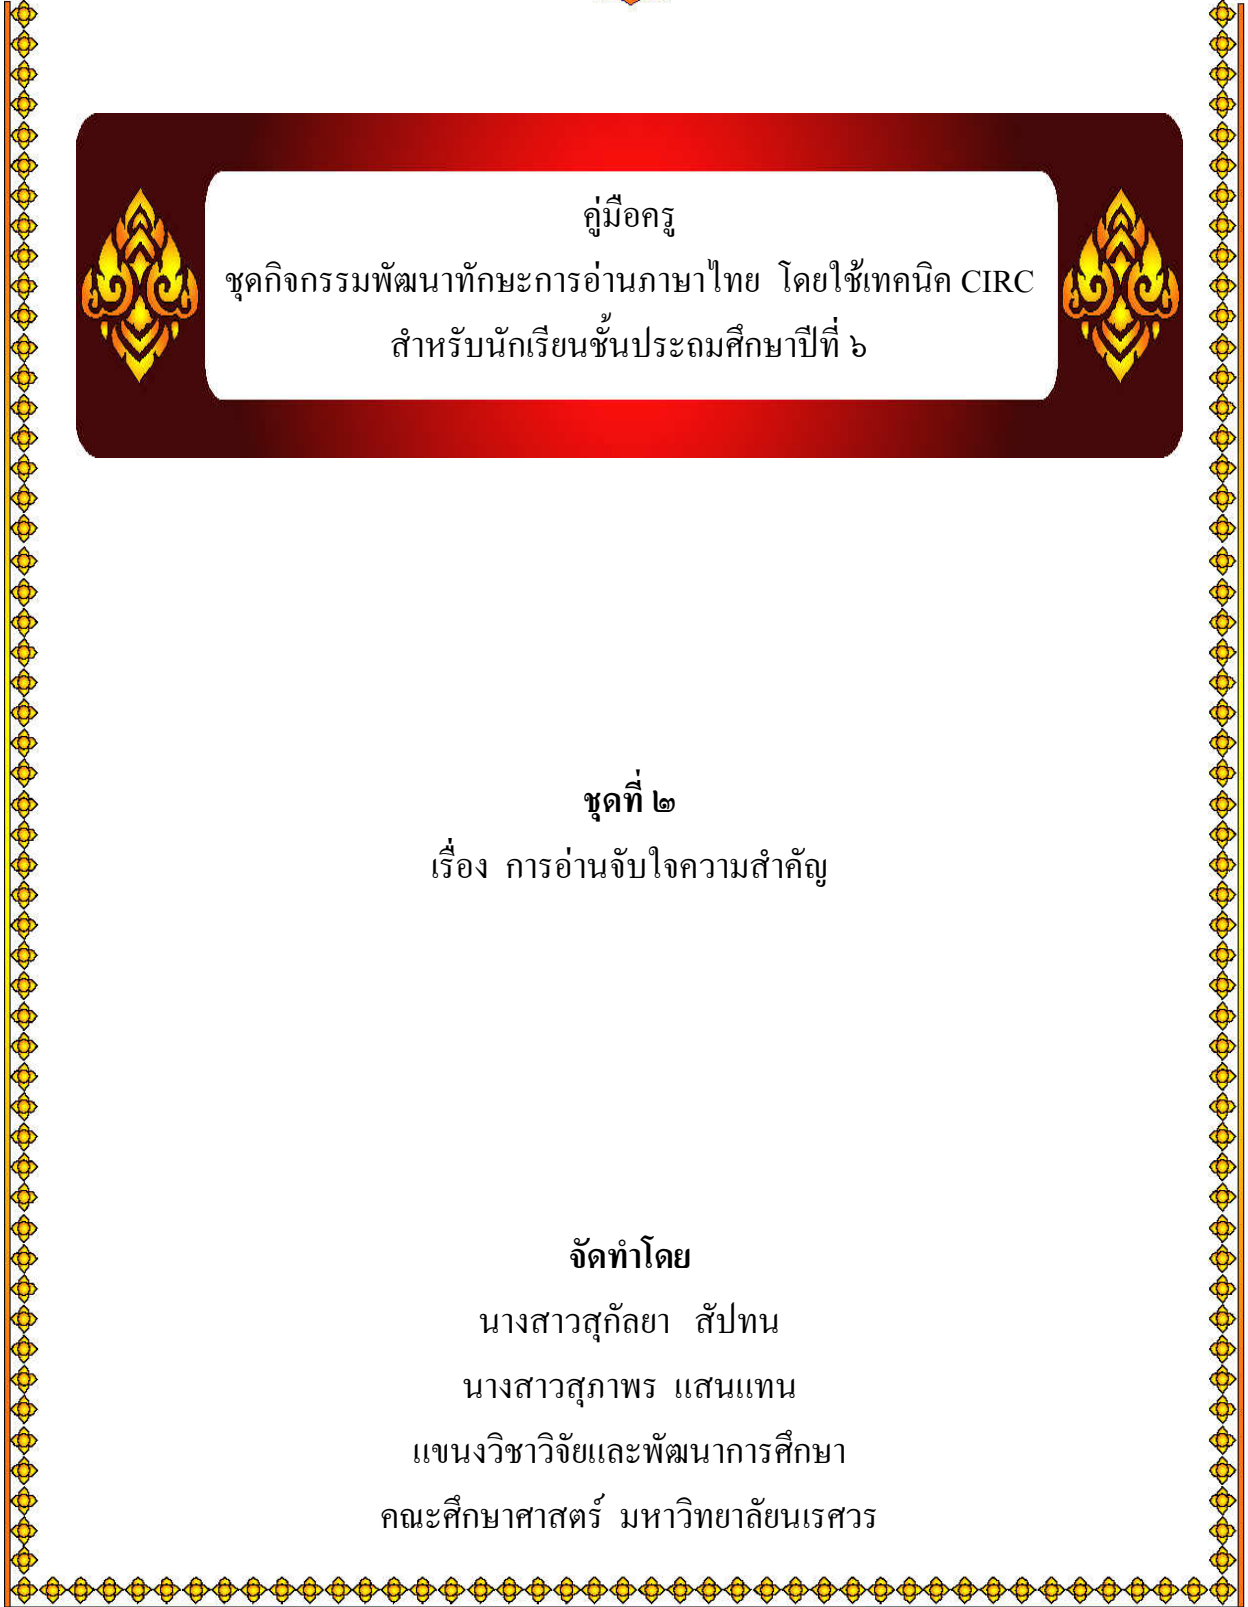 คู่มือครู
ชุดกิจกรรมพัฒนาทักษะการอ่านภาษาไทย โดยใช้เทคนิค CIRC
สำหรับนักเรียนชั้นประถมศึกษาปีที่ ๖
ชุดที่ ๒
เรื่อง การอ่านจับใจความสำคัญ
จัดทำโดย
นางสาวสุกัลยา สัปทน
นางสาวสุภาพร แสนแทน
แขนงวิชาวิจัยและพัฒนาการศึกษา
คณะศึกษาศาสตร์ มหาวิทยาลัยนเรศวร